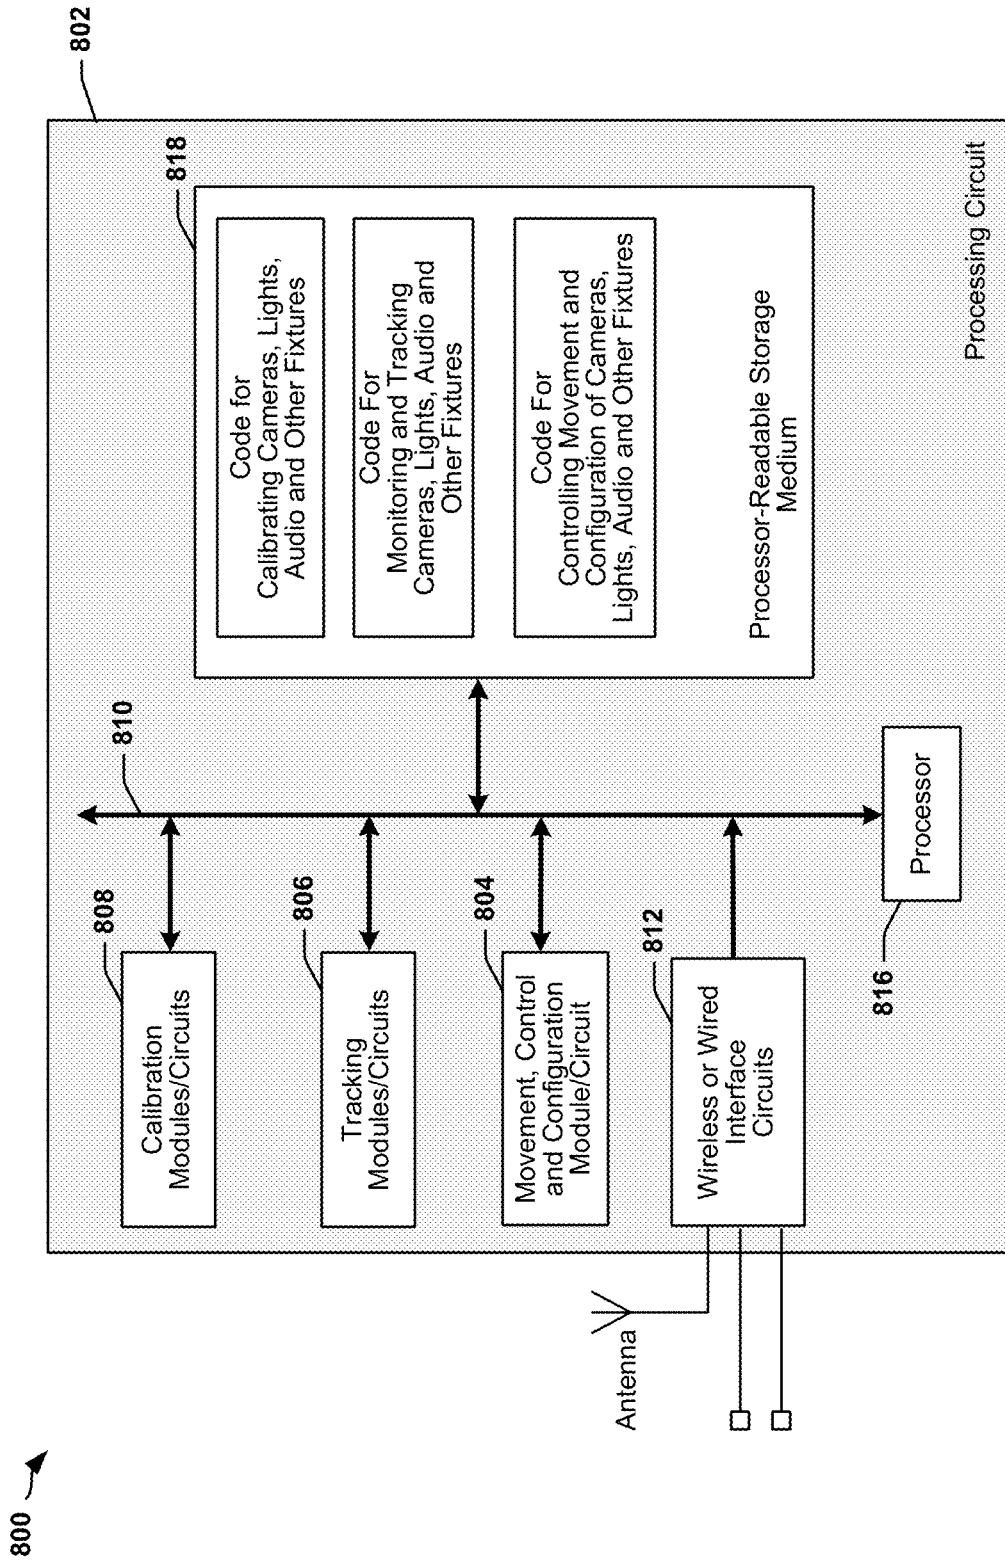 800
802
Processing Circuit
808
Calibration
Modules/Circuits
806
Tracking
Modules/Circuits
804
Movement, Control
and Configuration
Module/Circuit
812
Wireless or Wired
Interface
Circuits
Antenna
810
816
Processor
818
Code for
Calibrating Cameras, Lights,
Audio and Other Fixtures
Code For
Monitoring and Tracking
Cameras, Lights, Audio and
Other Fixtures
Code For
Controlling Movement and
Configuration of Cameras,
Lights, Audio and Other Fixtures
Processor-Readable Storage
Medium